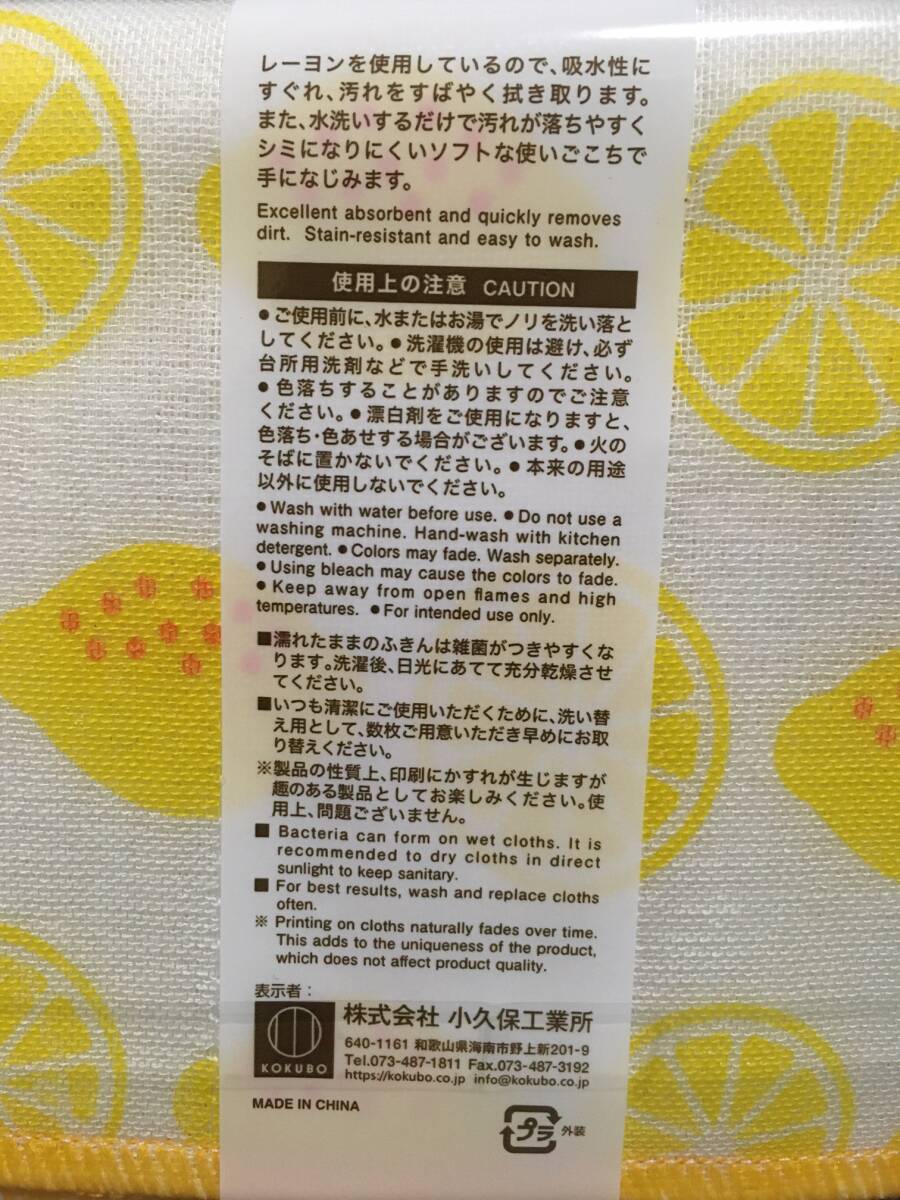 レーヨンを使用しているので、吸水性に
すぐれ、汚れをすばやく拭き取ります。
また、水洗いするだけで汚れが落ちやすく
シミになりにくいソフトな使いごこちで
手になじみます。
Excellent absorbent and quickly removes
dirt. Stain-resistant and easy to wash.
使用上の注意 CAUTION
●ご使用前に、水またはお湯でノリを洗い落と
してください。●洗濯機の使用は避け、必ず
台所用洗剤などで手洗いしてください。
●色落ちすることがありますのでご注意
ください。●漂白剤をご使用になりますと、
色落ち・色あせする場合がございます。●火の
そばに置かないでください。●本来の用途
以外に使用しないでください。
●Wash with water before use. ●Do not use a
washing machine. Hand-wash with kitchen
detergent. ●Colors may fade. Wash separately.
●Using bleach may cause the colors to fade.
●Keep away from open flames and high
temperatures. ●For intended use only.
■濡れたままのふきんは雑菌がつきやすくな
ります。洗濯後、日光にあてて充分乾燥させ
てください。
■いつも清潔にご使用いただくために、洗い替
え用として、数枚ご用意いただき早めにお取
り替えください。
※製品の性質上、印刷にかすれが生じますが
趣のある製品としてお楽しみください。使
用上、問題ございません。
■ Bacteria can form on wet cloths. It is
recommended to dry cloths in direct
sunlight to keep sanitary.
■ For best results, wash and replace cloths
often.
※ Printing on cloths naturally fades over time.
This adds to the uniqueness of the product,
which does not affect product quality.
表示者：
KOKUBO
株式会社 小久保工業所
640-1161 和歌山県海南市野上新201-9
Tel.073-487-1811 Fax.073-487-3192
https://kokubo.co.jp info@kokubo.co.jp
MADE IN CHINA
プラ 外装